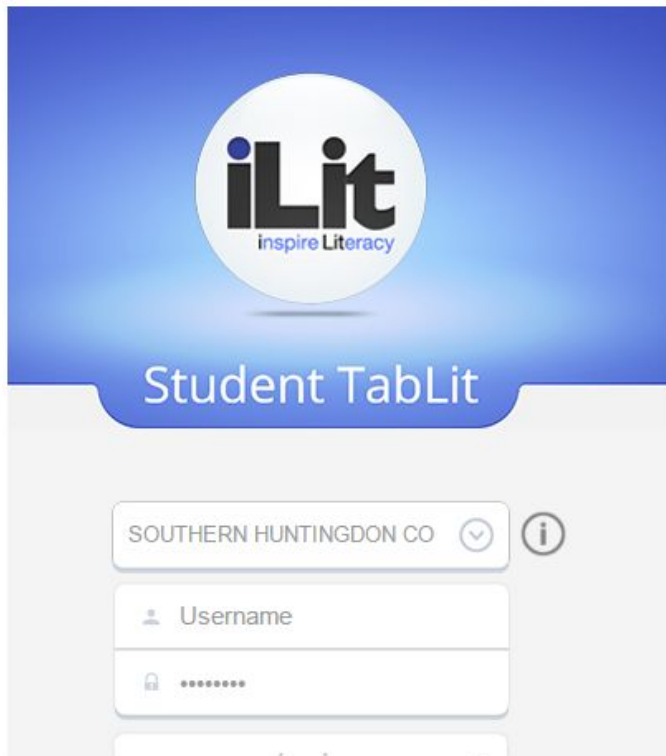 iLit
inspire Literacy
Student TabLit
SOUTHERN HUNTINGDON CO
i
Username
••••••••